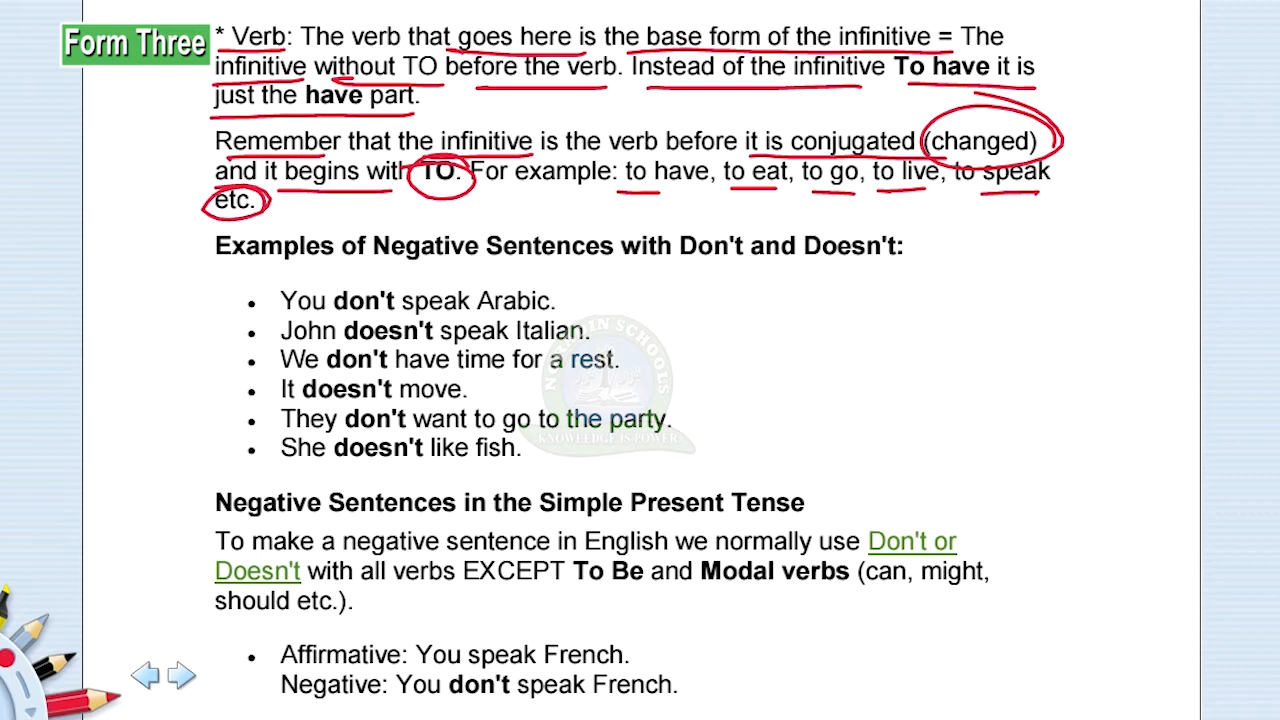 Form Three
* Verb: The verb that goes here is the base form of the infinitive = The
infinitive without TO before the verb. Instead of the infinitive To have it is
just the have part.
Remember that the infinitive is the verb before it is conjugated (changed)
and it begins with TO. For example: to have, to eat, to go, to live, to speak
etc.
Examples of Negative Sentences with Don't and Doesn't:
• You don't speak Arabic.
• John doesn't speak Italian.
• We don't have time for a rest.
• It doesn't move.
• They don't want to go to the party.
• She doesn't like fish.
KNOWLEDGE IS POWER
Negative Sentences in the Simple Present Tense
To make a negative sentence in English we normally use Don't or
Doesn't with all verbs EXCEPT To Be and Modal verbs (can, might,
should etc.).
• Affirmative: You speak French.
Negative: You don't speak French.